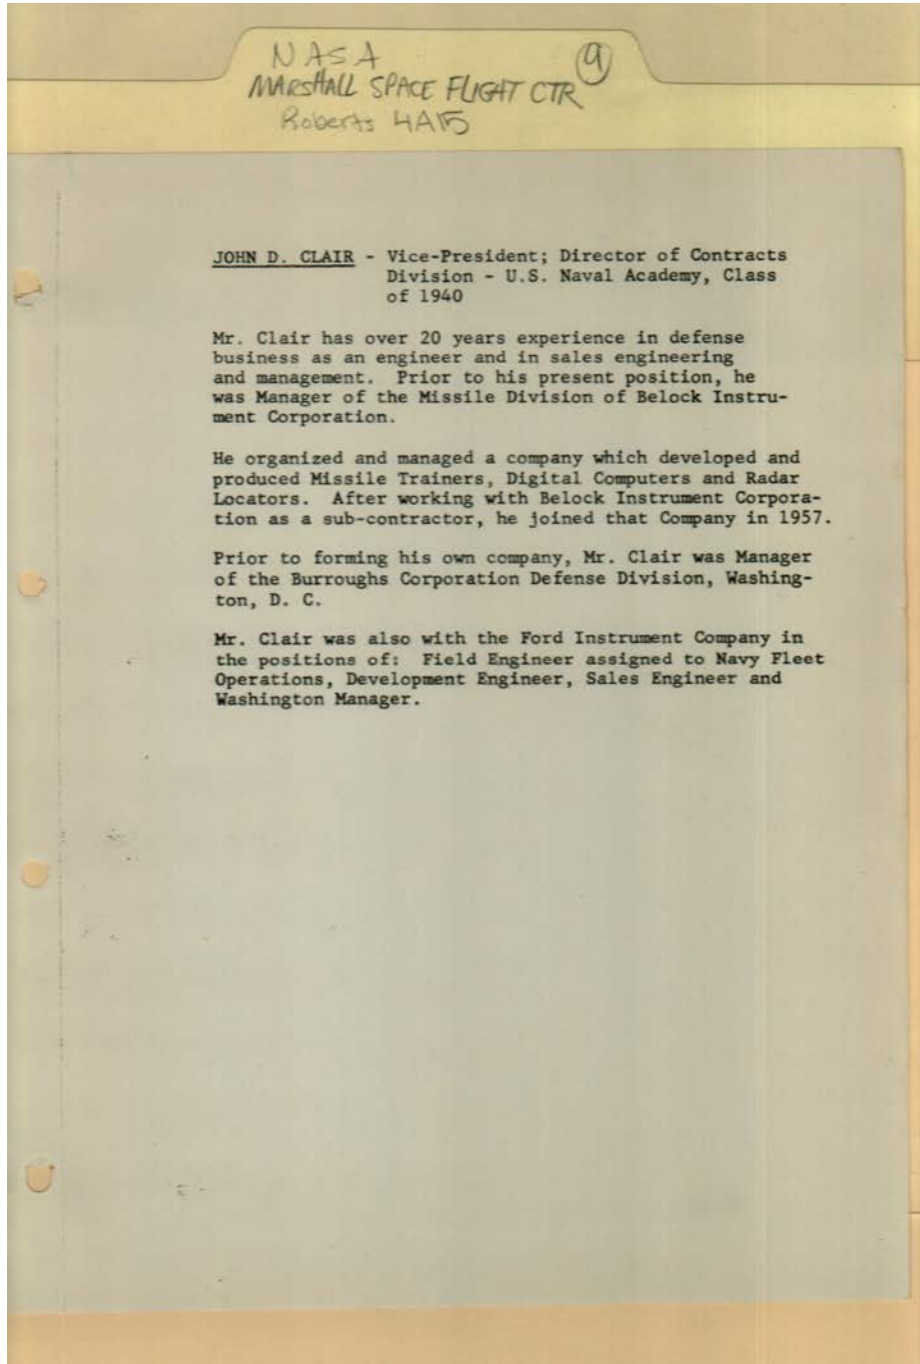 NASA
9
MARSHALL SPACE FLIGHT CTR
Roberts 4A15
JOHN D. CLAIR - Vice-President; Director of Contracts
Division - U.S. Naval Academy, Class
of 1940
Mr. Clair has over 20 years experience in defense
business as an engineer and in sales engineering
and management. Prior to his present position, he
was Manager of the Missile Division of Belock Instru-
ment Corporation.
He organized and managed a company which developed and
produced Missile Trainers, Digital Computers and Radar
Locators. After working with Belock Instrument Corpora-
tion as a sub-contractor, he joined that Company in 1957.
Prior to forming his own company, Mr. Clair was Manager
of the Burroughs Corporation Defense Division, Washing-
ton, D. C.
Mr. Clair was also with the Ford Instrument Company in
the positions of: Field Engineer assigned to Navy Fleet
Operations, Development Engineer, Sales Engineer and
Washington Manager.